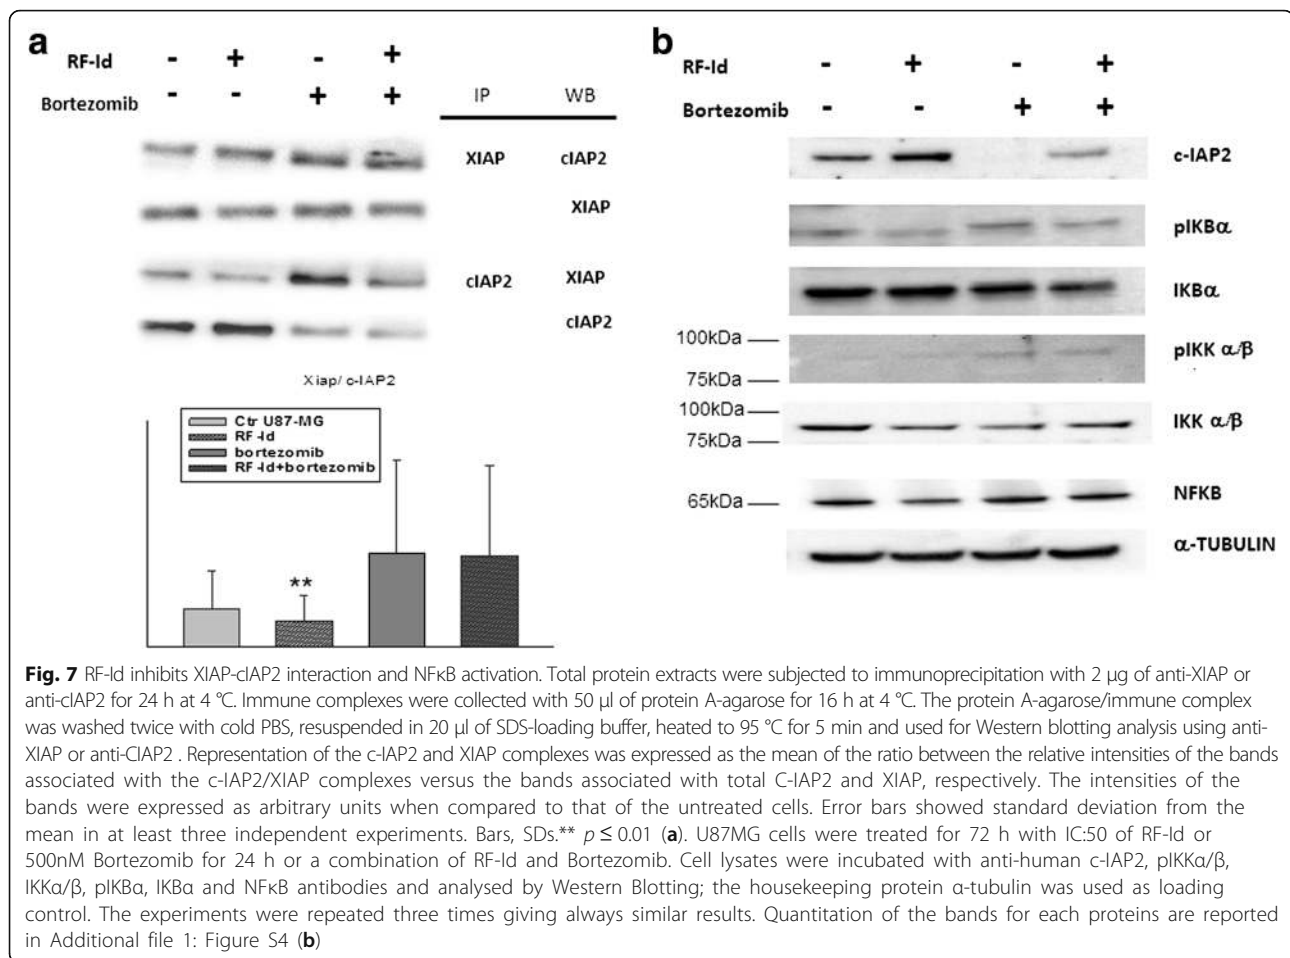 a
RF-Id - + - +
Bortezomib - - + +
IP WB
XIAP cIAP2
XIAP
cIAP2 XIAP
cIAP2
Xiap/ c-IAP2
Ctr U87-MG
RF-Id
bortezomib
RF-Id+bortezomib
**
b
RF-Id - + - +
Bortezomib - - + +
c-IAP2
pIKBα
IKBα
100kDa
pIKK α/β
75kDa
100kDa
IKK α/β
75kDa
NFKB
65kDa
α-TUBULIN
Fig. 7 RF-Id inhibits XIAP-cIAP2 interaction and NFκB activation. Total protein extracts were subjected to immunoprecipitation with 2 μg of anti-XIAP or
anti-cIAP2 for 24 h at 4 °C. Immune complexes were collected with 50 μl of protein A-agarose for 16 h at 4 °C. The protein A-agarose/immune complex
was washed twice with cold PBS, resuspended in 20 μl of SDS-loading buffer, heated to 95 °C for 5 min and used for Western blotting analysis using anti-
XIAP or anti-CIAP2 . Representation of the c-IAP2 and XIAP complexes was expressed as the mean of the ratio between the relative intensities of the bands
associated with the c-IAP2/XIAP complexes versus the bands associated with total C-IAP2 and XIAP, respectively. The intensities of the
bands were expressed as arbitrary units when compared to that of the untreated cells. Error bars showed standard deviation from the
mean in at least three independent experiments. Bars, SDs.** p ≤ 0.01 (a). U87MG cells were treated for 72 h with IC:50 of RF-Id or
500nM Bortezomib for 24 h or a combination of RF-Id and Bortezomib. Cell lysates were incubated with anti-human c-IAP2, pIKKα/β,
IKKα/β, pIKBα, IKBα and NFκB antibodies and analysed by Western Blotting; the housekeeping protein α-tubulin was used as loading
control. The experiments were repeated three times giving always similar results. Quantitation of the bands for each proteins are reported
in Additional file 1: Figure S4 (b)